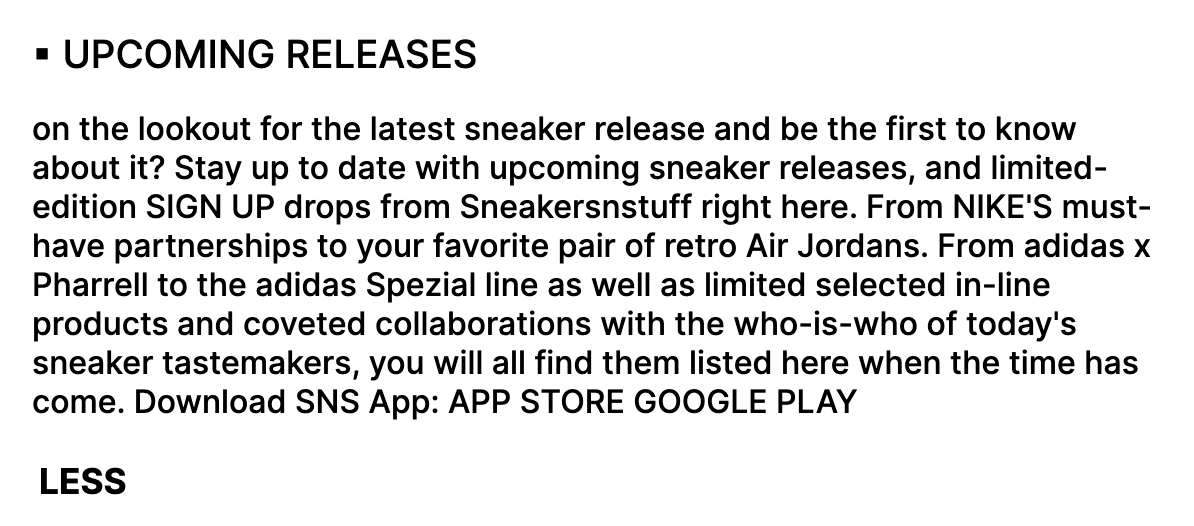 ▪ UPCOMING RELEASES
on the lookout for the latest sneaker release and be the first to know
about it? Stay up to date with upcoming sneaker releases, and limited-
edition SIGN UP drops from Sneakersnstuff right here. From NIKE'S must-
have partnerships to your favorite pair of retro Air Jordans. From adidas x
Pharrell to the adidas Spezial line as well as limited selected in-line
products and coveted collaborations with the who-is-who of today's
sneaker tastemakers, you will all find them listed here when the time has
come. Download SNS App: APP STORE GOOGLE PLAY
LESS